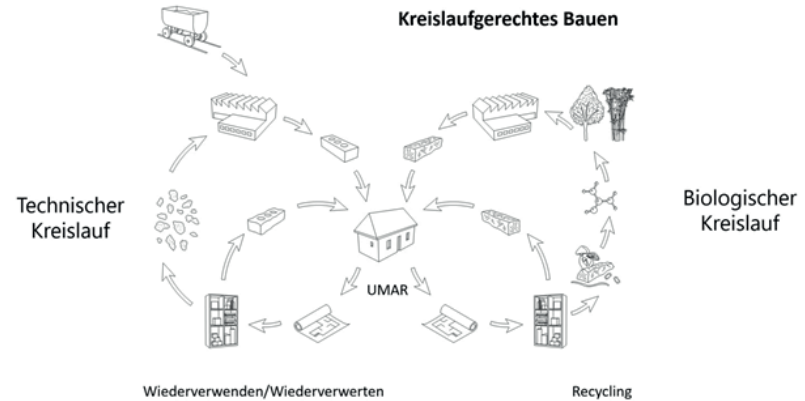 Kreislaufgerechtes Bauen
Technischer
Kreislauf
Biologischer
Kreislauf
UMAR
Wiederverwenden/Wiederverwerten
Recycling